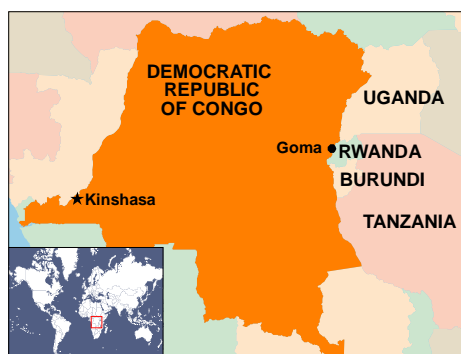 DEMOCRATIC
REPUBLIC
OF CONGO
UGANDA
Goma
RWANDA
BURUNDI
Kinshasa
TANZANIA